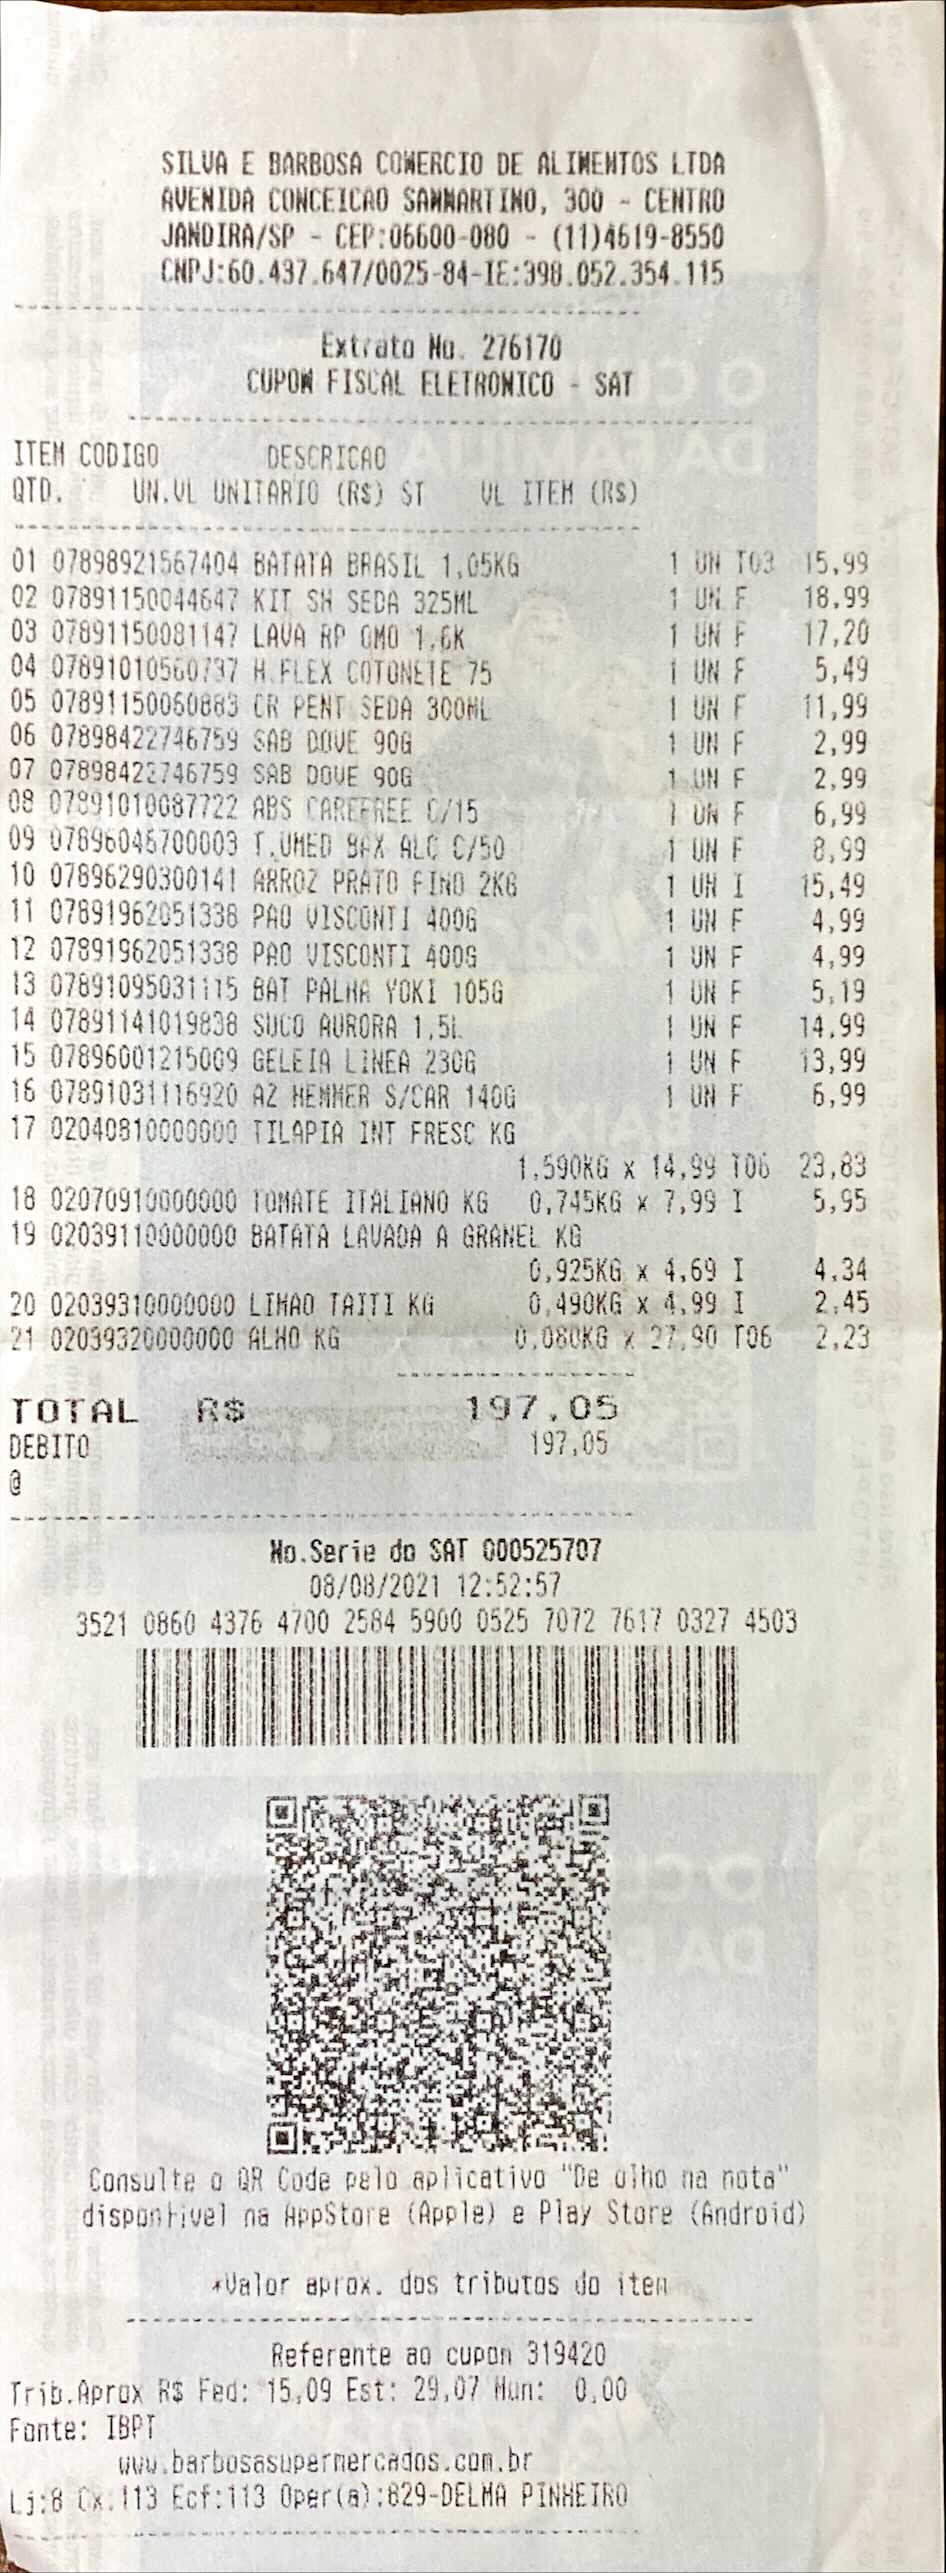 SILVA E BARBOSA COMERCIO DE ALIMENTOS LTDA
AVENIDA CONCEICAO SAMMARTINO, 300 - CENTRO
JANDIRA/SP - CEP:06600-080 - (11)4619-8550
CNPJ:60.437.647/0025-84-IE:398.052.354.115
Extrato No. 276170
CUPOM FISCAL ELETRONICO - SAT
ITEM CODIGO DESCRICAO
QTD. UN.VL UNITARIO (R$) ST VL ITEM (R$)
01 07898921567404 BATATA BRASIL 1,05KG 1 UN T03 15,99
02 07891150044647 KIT SH SEDA 325ML 1 UN F 18,99
03 07891150081147 LAVA RP OMO 1,6K 1 UN F 17,20
04 07891010560737 H.FLEX COTONETE 75 1 UN F 5,49
05 07891150060883 CR PENT SEDA 300ML 1 UN F 11,99
06 07898422746759 SAB DOVE 90G 1 UN F 2,99
07 07898422746759 SAB DOVE 90G 1 UN F 2,99
08 07891010087722 ABS CAREFREE C/15 1 UN F 6,99
09 07896046700003 T.UMED BAX ALC C/50 1 UN F 8,99
10 07896290300141 ARROZ PRATO FINO 2KG 1 UN I 15,49
11 07891962051338 PAO VISCONTI 400G 1 UN F 4,99
12 07891962051338 PAO VISCONTI 400G 1 UN F 4,99
13 07891095031115 BAT PALHA YOKI 105G 1 UN F 5,19
14 07891141019838 SUCO AURORA 1,5L 1 UN F 14,99
15 07896001215009 GELEIA LINEA 230G 1 UN F 13,99
16 07891031116920 AZ HEMMER S/CAR 140G 1 UN F 6,99
17 02040810000000 TILAPIA INT FRESC KG
1,590KG x 14,99 T06 23,83
18 02070910000000 TOMATE ITALIANO KG 0,745KG x 7,99 I 5,95
19 02039110000000 BATATA LAVADA A GRANEL KG
0,925KG x 4,69 I 4,34
20 02039310000000 LIMAO TAITI KG 0,490KG x 4,99 I 2,45
21 02039320000000 ALHO KG 0,080KG x 27,90 T06 2,23
TOTAL R$ 197,05
DEBITO 197,05
@
No.Serie do SAT 000525707
08/08/2021 12:52:57
3521 0860 4376 4700 2584 5900 0525 7072 7617 0327 4503
Consulte o QR Code pelo aplicativo "De olho na nota"
disponível na AppStore (Apple) e Play Store (Android)
*Valor aprox. dos tributos do item
Referente ao cupom 319420
Trib.Aprox R$ Fed: 15,09 Est: 29,07 Mun: 0,00
Fonte: IBPT
www.barbosasupermercados.com.br
Lj:8 Cx.113 Ecf:113 Oper(a):829-DELMA PINHEIRO